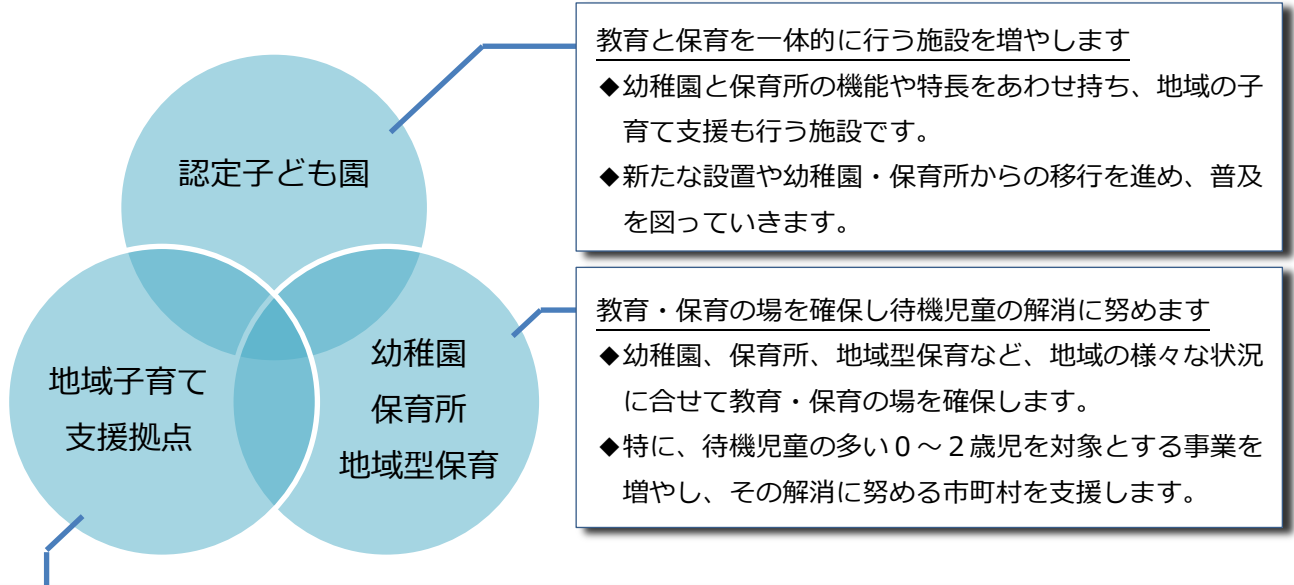 認定子ども園
地域子育て
支援拠点
幼稚園
保育所
地域型保育
教育と保育を一体的に行う施設を増やします
◆幼稚園と保育所の機能や特長をあわせ持ち、地域の子
育て支援も行う施設です。
◆新たな設置や幼稚園・保育所からの移行を進め、普及
を図っていきます。
教育・保育の場を確保し待機児童の解消に努めます
◆幼稚園、保育所、地域型保育など、地域の様々な状況
に合せて教育・保育の場を確保します。
◆特に、待機児童の多い０～２歳児を対象とする事業を
増やし、その解消に努める市町村を支援します。